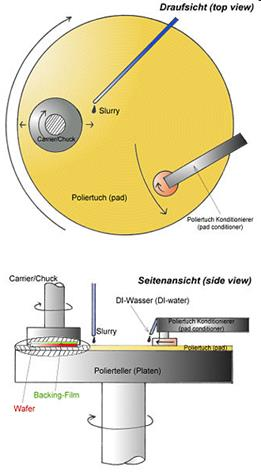 Draufsicht (top view)
Slurry
Carrier/Chuck
Poliertuch (pad)
Poliertuch Konditionierer
(pad conditioner)
Carrier/Chuck
Seitenansicht (side view)
DI-Wasser (DI-water)
Slurry
Poliertuch Konditionierer
(pad conditioner)
Poliertuch (pad)
Polierteller (Platen)
Backing-Film
Wafer